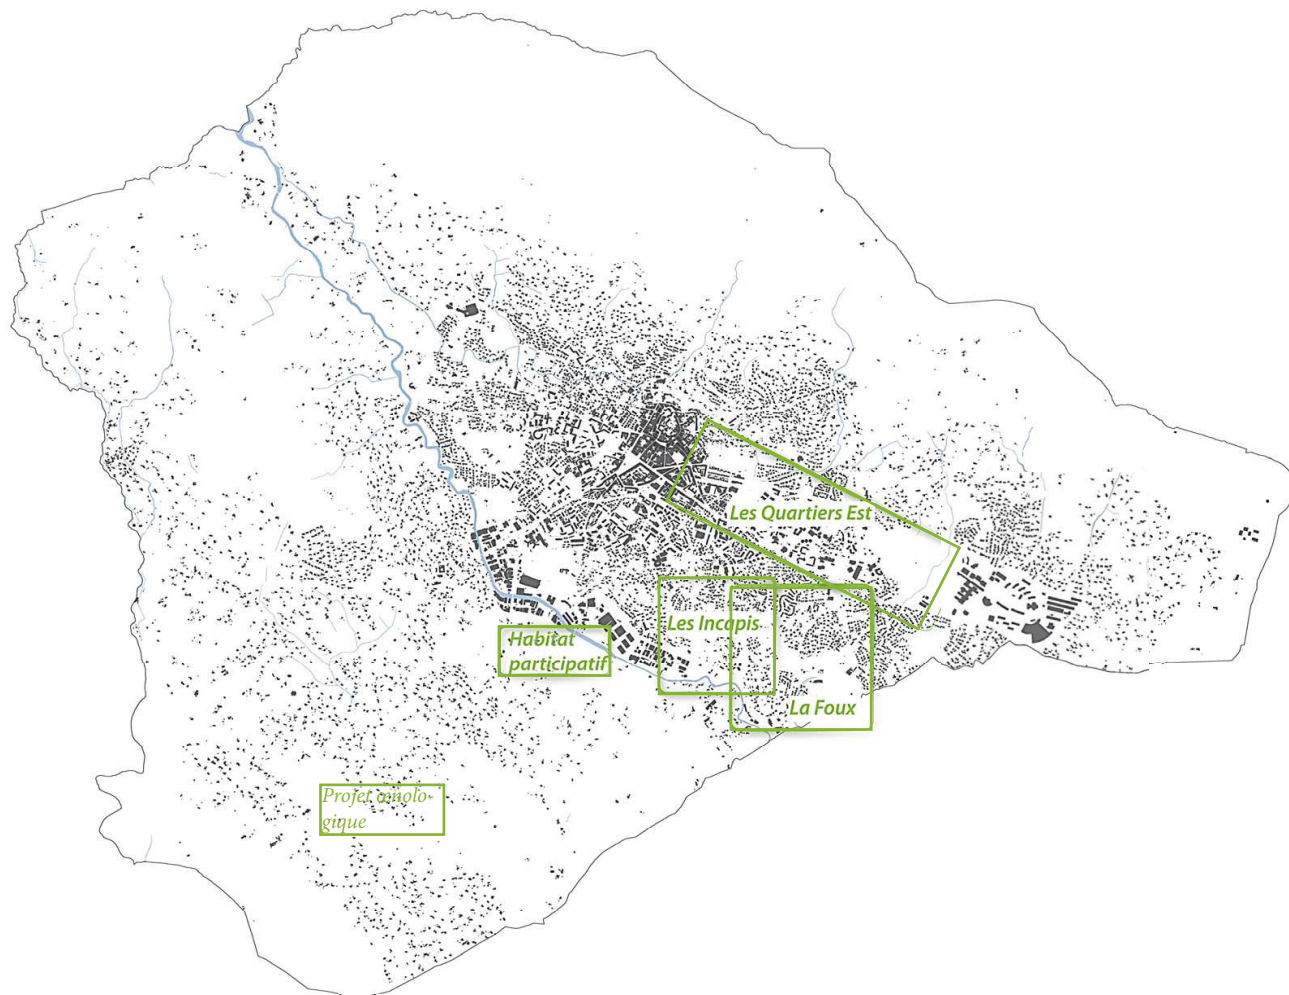 Les Quartiers Est
Les Incapis
Habitat
participatif
La Foux
Projet œnolo-
gique